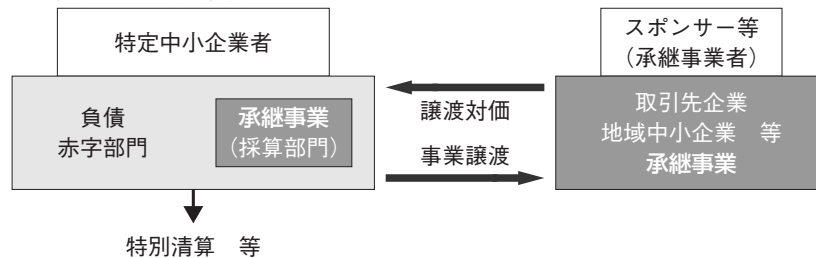 特定中小企業者
負債
赤字部門
承継事業
(採算部門)
特別清算　等
譲渡対価
事業譲渡
スポンサー等
(承継事業者)
取引先企業
地域中小企業　等
承継事業